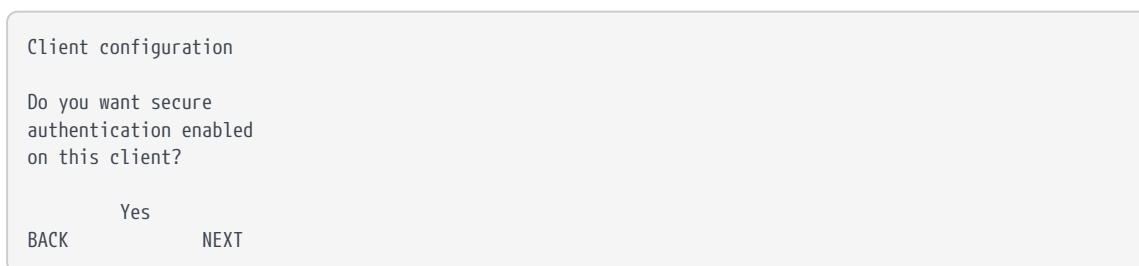 Client configuration
Do you want secure
authentication enabled
on this client?
Yes
BACK NEXT